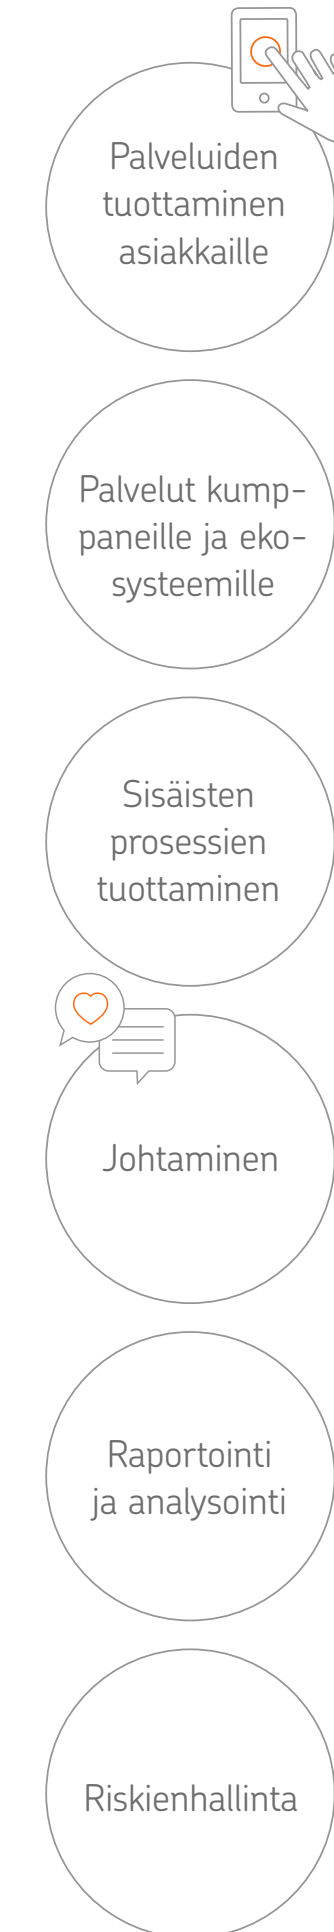 Palveluiden
tuottaminen
asiakkaille
Palvelut kump-
paneille ja eko-
systeemille
Sisäisten
prosessien
tuottaminen
Johtaminen
Raportointi
ja analysointi
Riskienhallinta